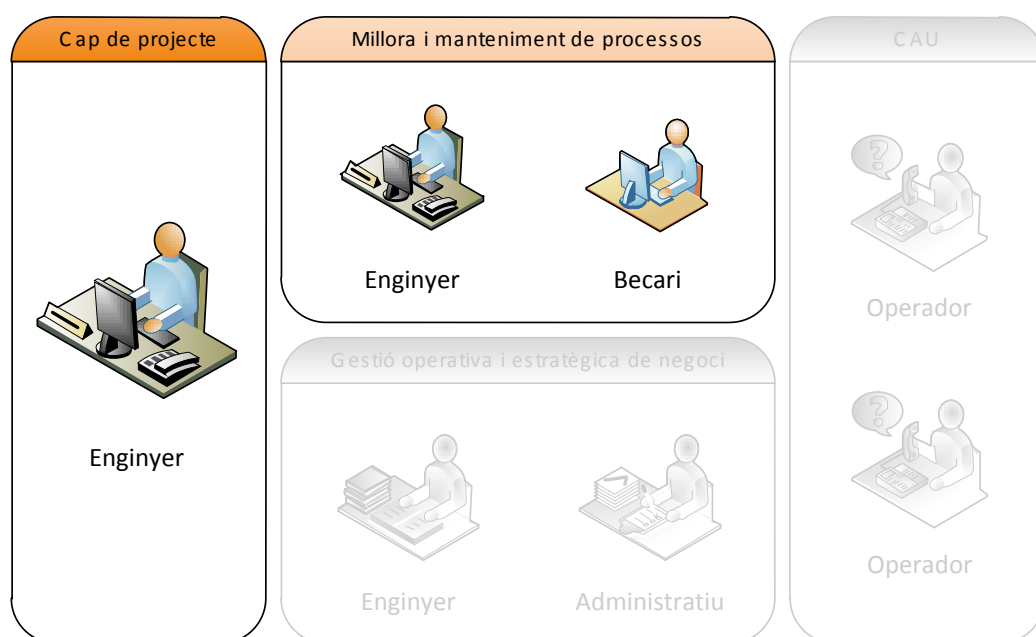 Cap de projecte
Enginyer
Millora i manteniment de processos
Enginyer
Becari
Gestió operativa i estratègica de negoci
Enginyer
Administratiu
CAU
Operador
Operador